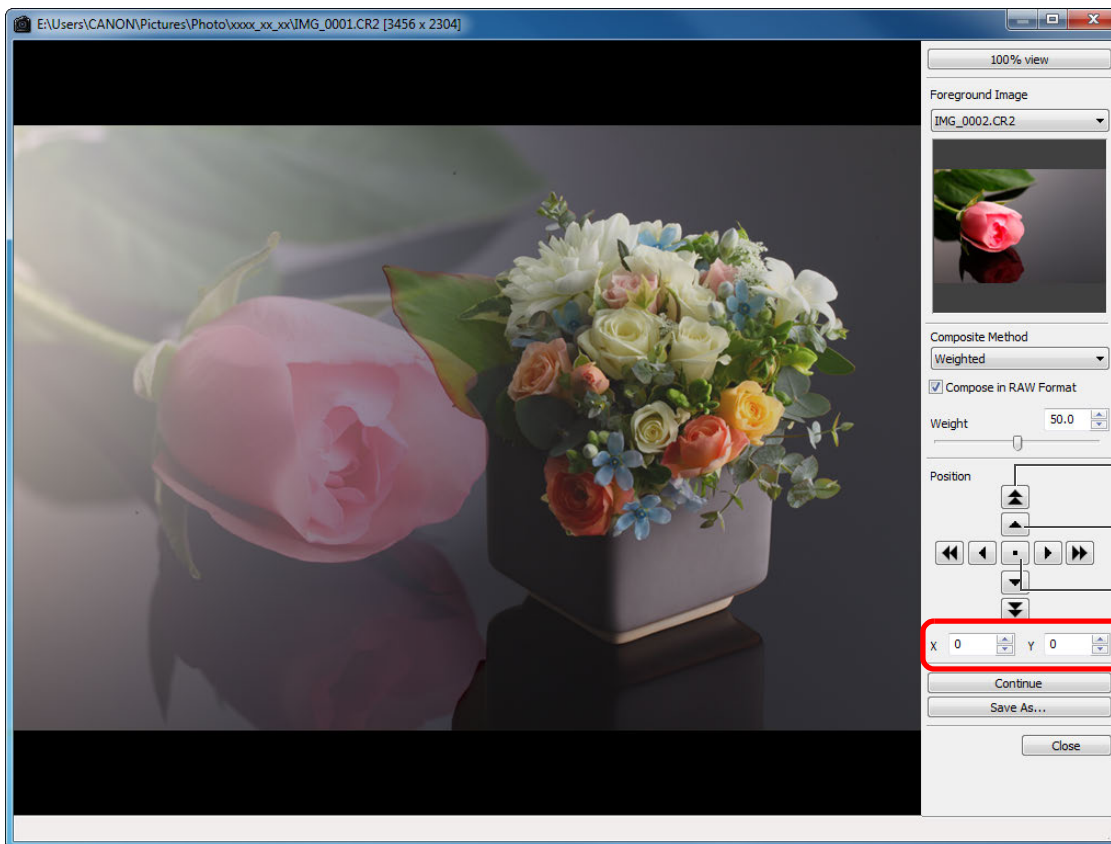 E:\Users\CANON\Pictures\Photo\xxxx_xx_xx\IMG_0001.CR2 [3456 x 2304]
100% view
Foreground Image
IMG_0002.CR2
Composite Method
Weighted
Compose in RAW Format
Weight 50.0
Position
X 0 Y 0
Continue
Save As...
Close